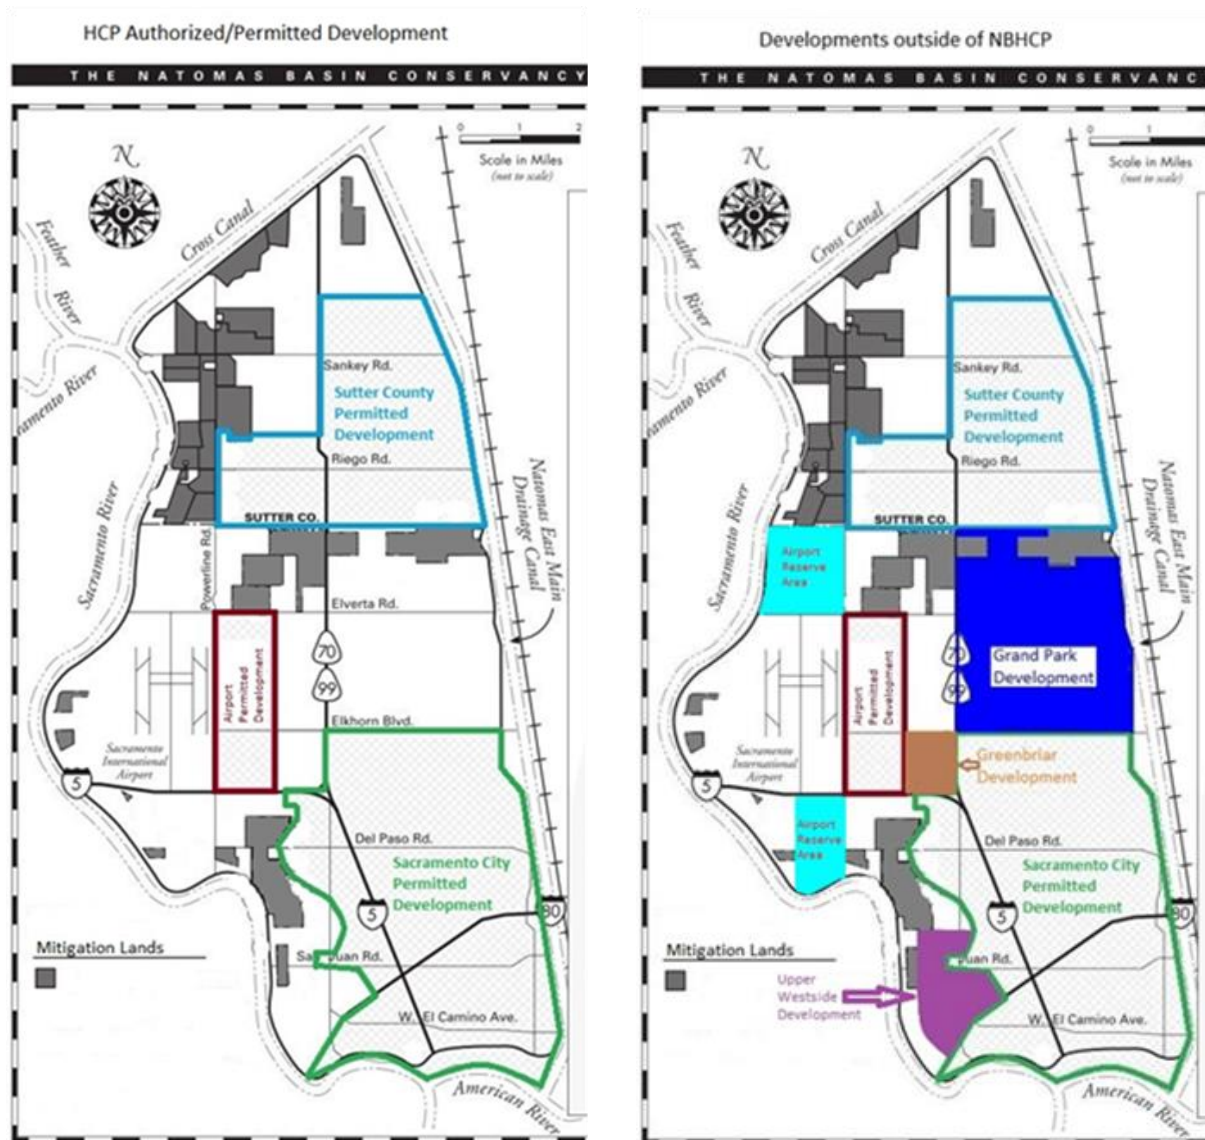 HCP Authorized/Permitted Development
THE NATOMAS BASIN CONSERVANCY
0 1 2
Scale in Miles
(not to scale)
N
Feather
River
Cross Canal
Sankey Rd.
Sutter County
Permitted
Development
ramento River
Riego Rd.
SUTTER CO.
Natomas East Main
Drainage Canal
Sacramento River
Powerline Rd.
Elverta Rd.
70
99
Airport
Permitted
Development
Elkhorn Blvd.
Sacramento
International
Airport
5
Del Paso Rd.
Sacramento City
Permitted
Development
5
80
Mitigation Lands
San Juan Rd.
W. El Camino Ave.
American River
Developments outside of NBHCP
THE NATOMAS BASIN CONSERVANC
0 1
Scale in Miles
(not to scale)
N
Feather
River
Cross Canal
Sankey Rd.
Sutter County
Permitted
Development
ramento River
Riego Rd.
SUTTER CO.
Natomas East Main
Drainage Canal
Sacramento River
Airport
Reserve
Area
70
99
Grand Park
Development
Airport
Permitted
Development
Greenbriar
Development
Sacramento
International
Airport
5
Airport
Reserve
Area
Del Paso Rd.
Sacramento City
Permitted
Development
5
80
Mitigation Lands
Juan Rd.
Upper
Westside
Development
W. El Camino Ave.
American River